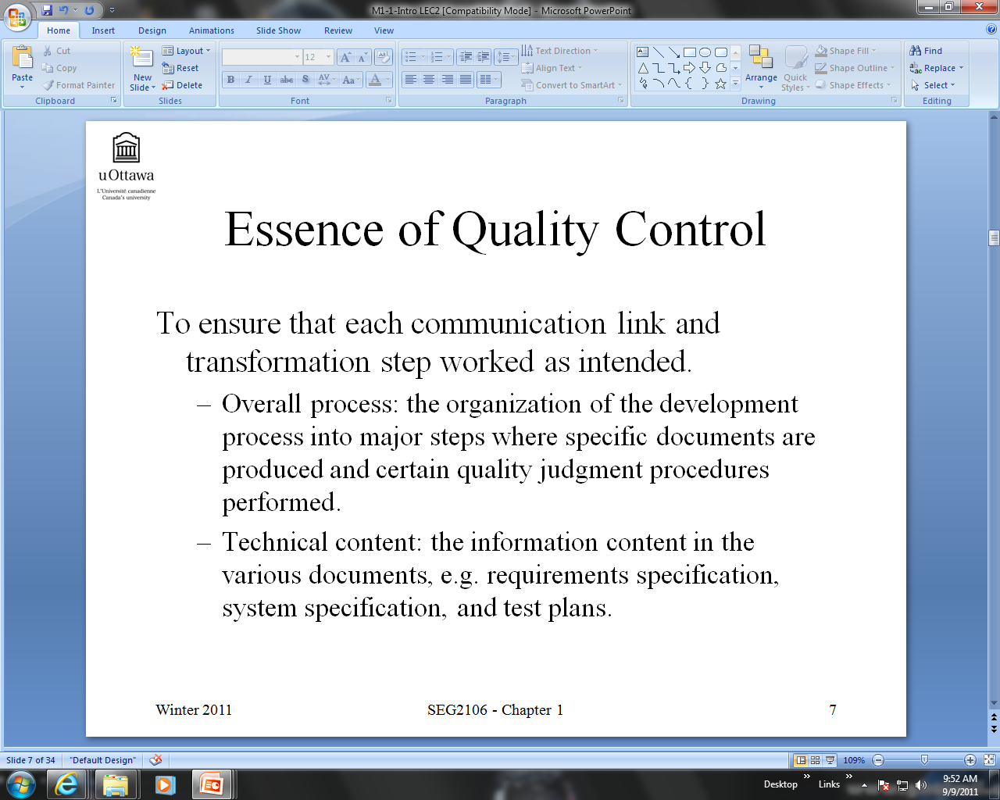 M1-1-Intro LEC2 [Compatibility Mode] - Microsoft PowerPoint
Home Insert Design Animations Slide Show Review View
Paste
Cut
Copy
Format Painter
Clipboard
New Slide
Layout
Reset
Delete
Slides
12
B I U abc S AV Aa A
Font
Text Direction
Align Text
Convert to SmartArt
Paragraph
Arrange
Quick Styles
Shape Fill
Shape Outline
Shape Effects
Drawing
Find
Replace
Select
Editing
uOttawa
L'Université canadienne
Canada's university
Essence of Quality Control
To ensure that each communication link and
transformation step worked as intended.
– Overall process: the organization of the development
process into major steps where specific documents are
produced and certain quality judgment procedures
performed.
– Technical content: the information content in the
various documents, e.g. requirements specification,
system specification, and test plans.
Winter 2011 SEG2106 - Chapter 1 7
Slide 7 of 34 "Default Design" 109%
Desktop Links 9:52 AM
9/9/2011